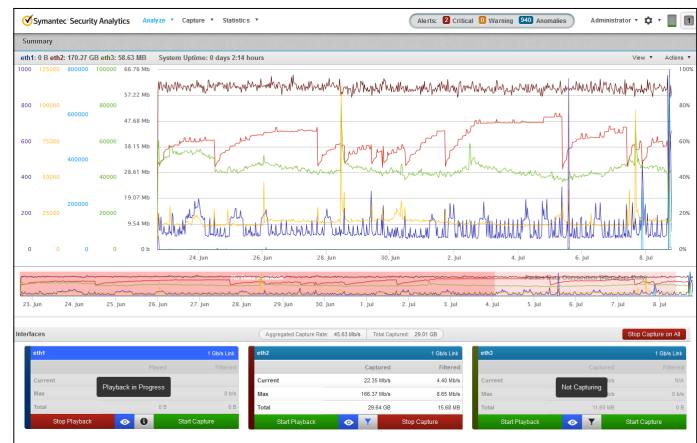 Symantec Security Analytics
Analyze Capture Statistics
Alerts: 2 Critical 0 Warning 940 Anomalies
Administrator
1
Summary
eth1: 0 B eth2: 170.27 GB eth3: 58.63 MB System Uptime: 0 days 2:14 hours
View Actions
1000 125000 800000 100000 66.76 Mb 100%
57.22 Mb
800 100000 600000 80000 47.68 Mb 80%
600 75000 60000 38.15 Mb 60%
400000
400 50000 40000 28.61 Mb 40%
200000 19.07 Mb
200 25000 20000 9.54 Mb 20%
0 0 0 0 0 b 0%
24. Jun 26. Jun 28. Jun 30. Jun 2. Jul 4. Jul 6. Jul 8. Jul
23. Jun 24. Jun 25. Jun 26. Jun 27. Jun 28. Jun 29. Jun 30. Jun 1. Jul 2. Jul 3. Jul 4. Jul 5. Jul 6. Jul 7. Jul 8. Jul
Interfaces
Aggregated Capture Rate: 45.63 Mb/s Total Captured: 29.01 GB
Stop Capture on All
eth1 1 Gb/s Link
Played Filtered
Current
Max 0 b/s
Total 0 B 0 B
Playback in Progress
Stop Playback Start Capture
eth2 1 Gb/s Link
Captured Filtered
Current 22.35 Mb/s 4.40 Mb/s
Max 166.37 Mb/s 8.65 Mb/s
Total 29.64 GB 15.68 MB
Start Playback Stop Capture
eth3 1 Gb/s Link
Captured Filtered
Current N/A
Max 0 b/s
Total 11.60 MB 0 B
Not Capturing
Start Playback Start Capture